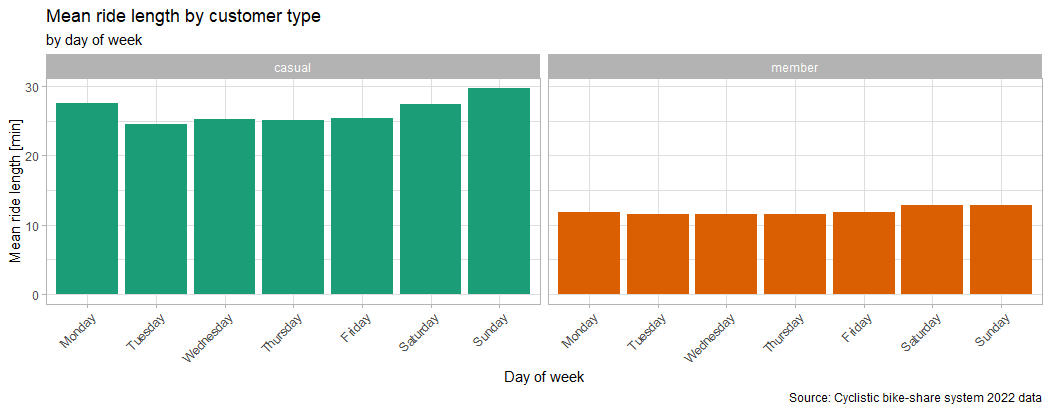 Mean ride length by customer type
by day of week
casual
member
Mean ride length [min]
30
20
10
0
Monday
Tuesday
Wednesday
Thursday
Friday
Saturday
Sunday
Monday
Tuesday
Wednesday
Thursday
Friday
Saturday
Sunday
Day of week
Source: Cyclistic bike-share system 2022 data